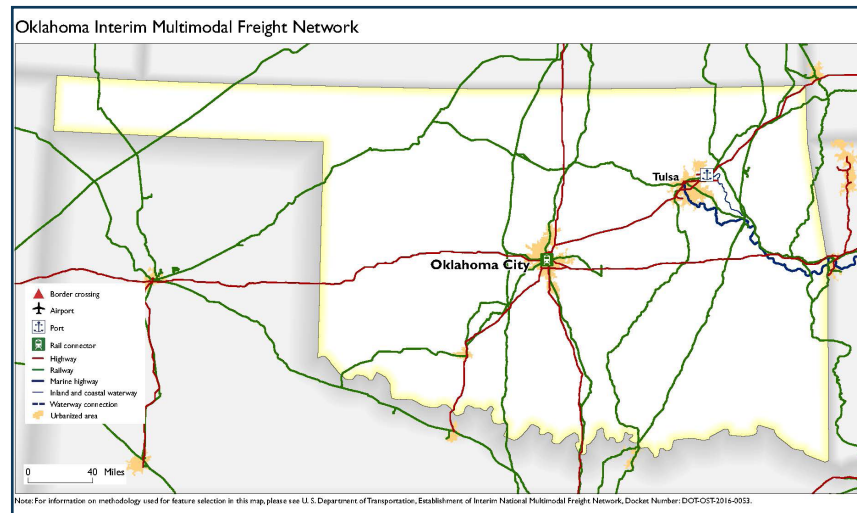 Oklahoma Interim Multimodal Freight Network
Tulsa
Oklahoma City
Border crossing
Airport
Port
Rail connector
Highway
Railway
Marine highway
Inland and coastal waterway
Waterway connection
Urbanized area
0 40 Miles
Note: For information on methodology used for feature selection in this map, please see U. S. Department of Transportation, Establishment of Interim National Multimodal Freight Network, Docket Number: DOT-OST-2016-0053.